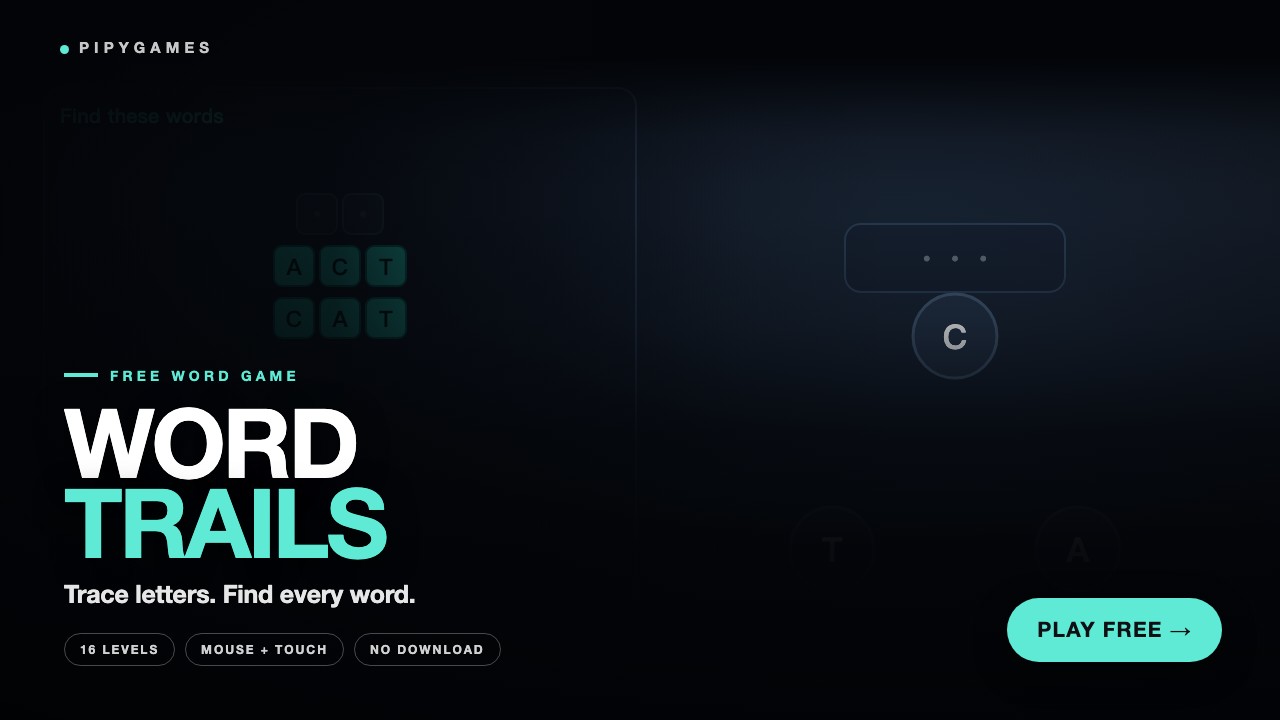 PIPYGAMES
Find these words
A C T
C A T
. . .
C
T A
FREE WORD GAME
WORD
TRAILS
Trace letters. Find every word.
16 LEVELS MOUSE + TOUCH NO DOWNLOAD
PLAY FREE →